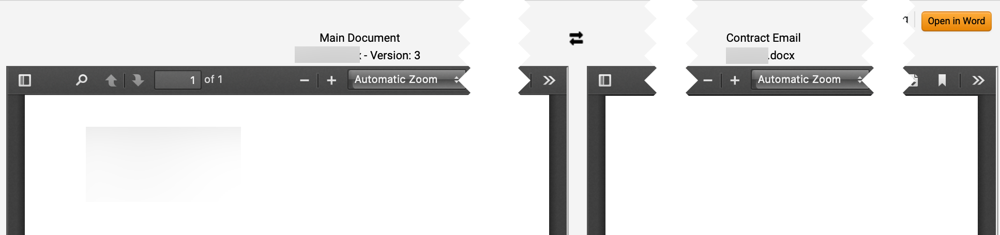 Open in Word
Main Document
Contract Email
- Version: 3
.docx
1 of 1
Automatic Zoom
Automatic Zoom